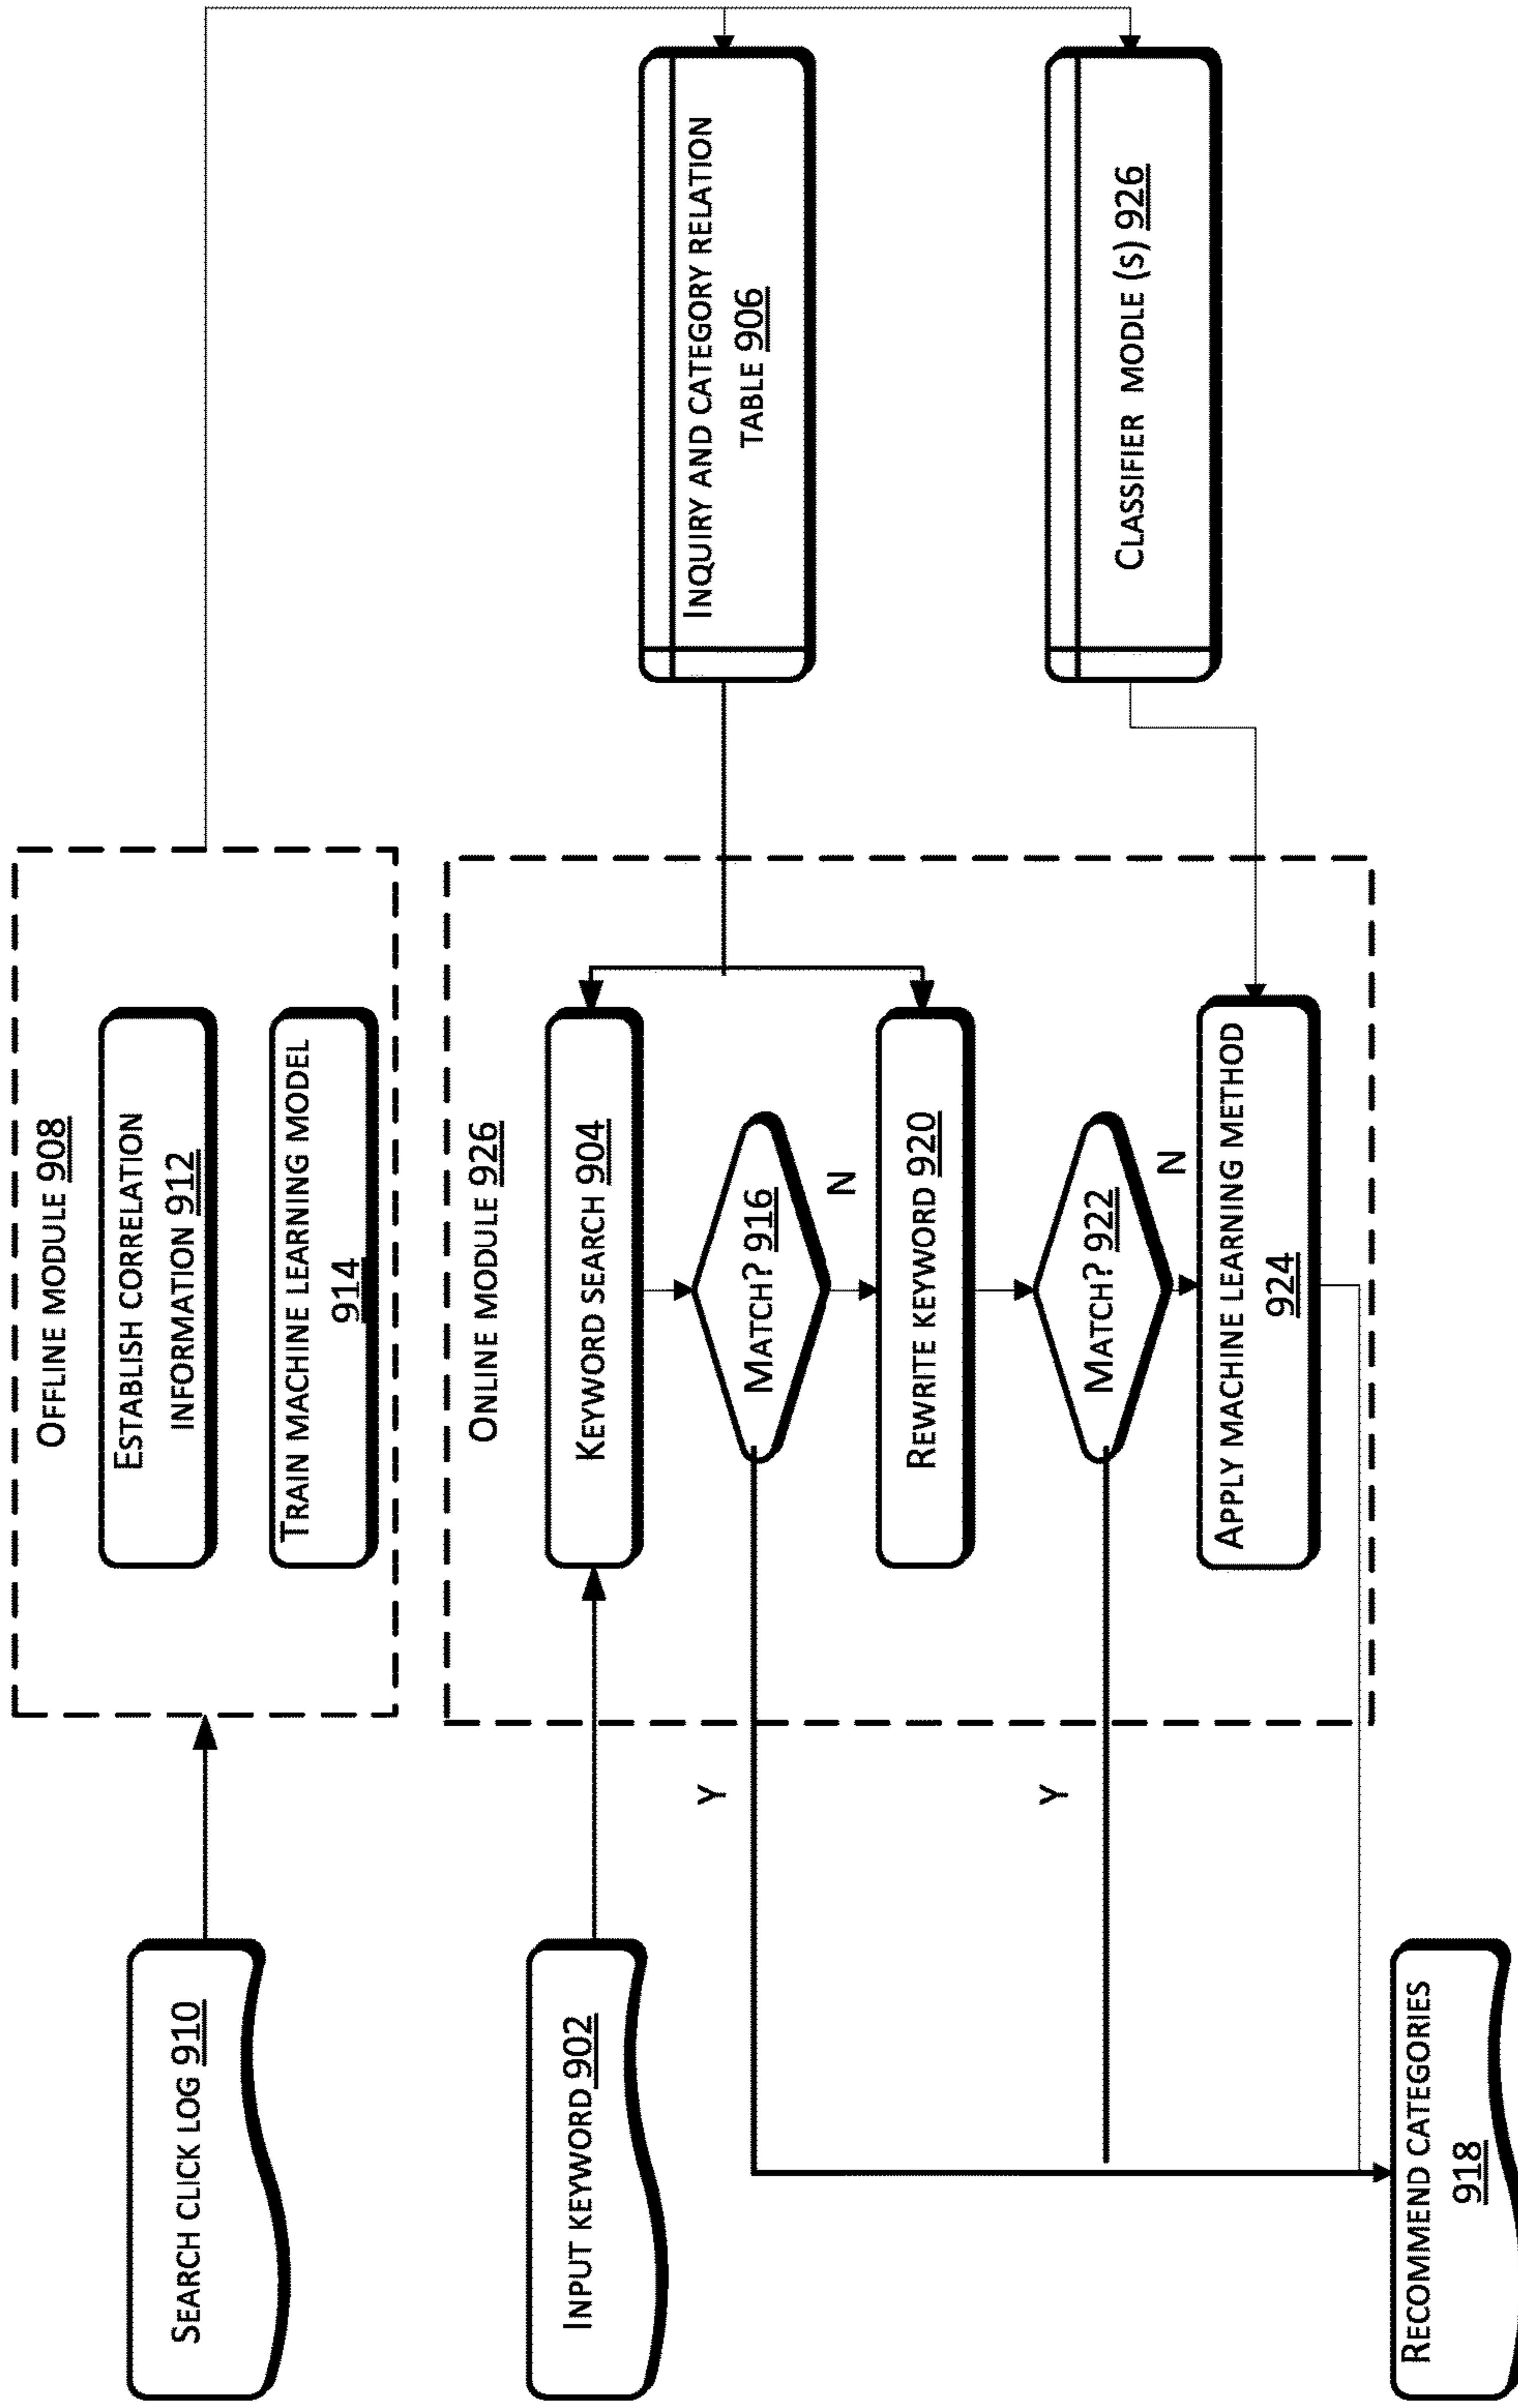 SEARCH CLICK LOG 910
OFFLINE MODULE 908
ESTABLISH CORRELATION
INFORMATION 912
TRAIN MACHINE LEARNING MODEL
914
INPUT KEYWORD 902
ONLINE MODULE 926
KEYWORD SEARCH 904
Y
MATCH? 916
N
REWRITE KEYWORD 920
Y
MATCH? 922
N
APPLY MACHINE LEARNING METHOD
924
INQUIRY AND CATEGORY RELATION
TABLE 906
CLASSIFIER MODLE (S) 926
RECOMMEND CATEGORIES
918